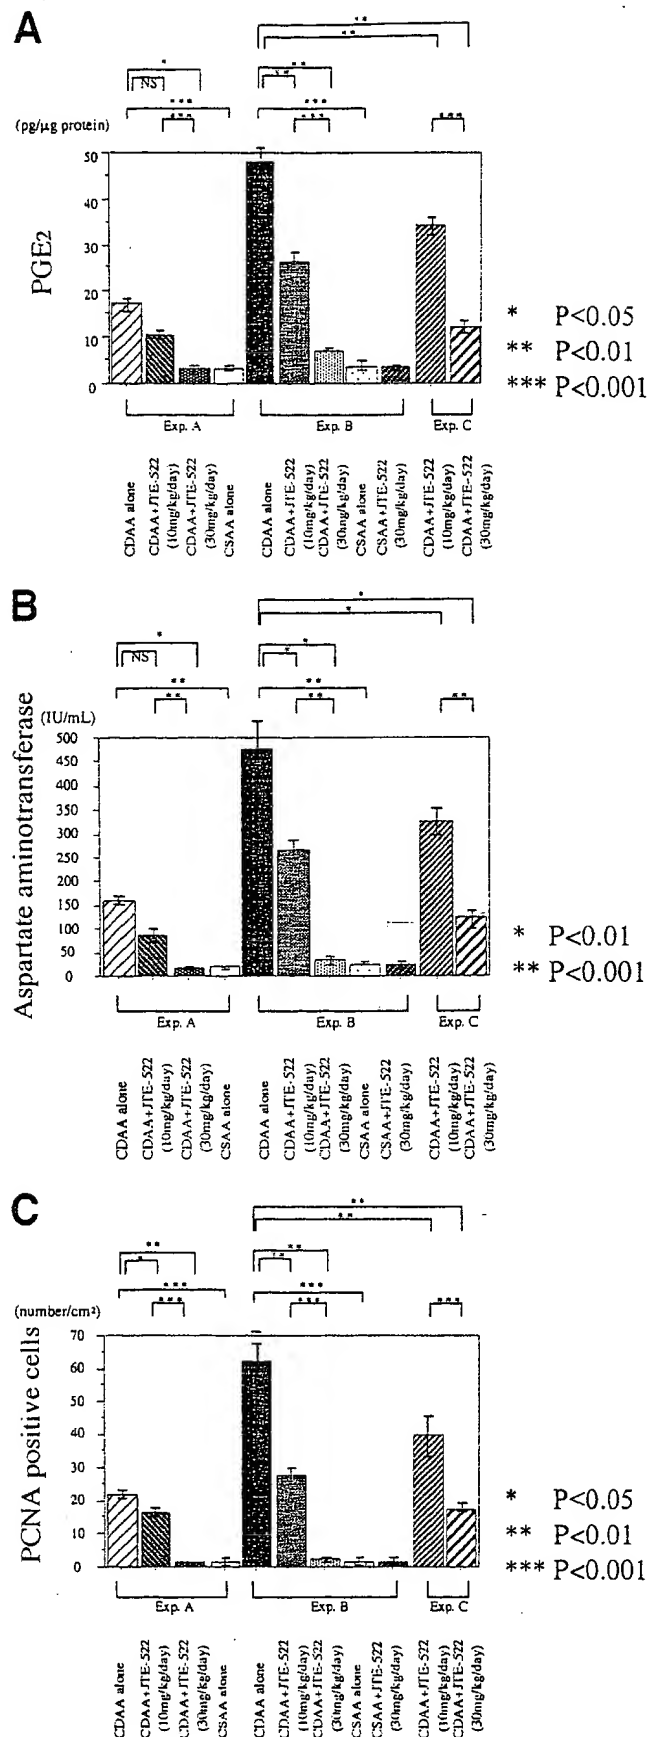 A
** 
**
* **
NS **
*** ***
*** *** ***
(pg/µg protein)
PGE2
50
40
30
20
10
0
* P<0.05
** P<0.01
*** P<0.001
Exp. A Exp. B Exp. C
CDAA alone
CDAA+JTE-522
(10mg/kg/day)
CDAA+JTE-522
(30mg/kg/day)
CSAA alone
CDAA alone
CDAA+JTE-522
(10mg/kg/day)
CDAA+JTE-522
(30mg/kg/day)
CSAA alone
CSAA+JTE-522
(30mg/kg/day)
CDAA+JTE-522
(10mg/kg/day)
CDAA+JTE-522
(30mg/kg/day)
B
*
*
* *
NS *
** **
** ** **
(IU/mL)
Aspartate aminotransferase
500
450
400
350
300
250
200
150
100
50
0
* P<0.01
** P<0.001
Exp. A Exp. B Exp. C
CDAA alone
CDAA+JTE-522
(10mg/kg/day)
CDAA+JTE-522
(30mg/kg/day)
CSAA alone
CDAA alone
CDAA+JTE-522
(10mg/kg/day)
CDAA+JTE-522
(30mg/kg/day)
CSAA alone
CSAA+JTE-522
(30mg/kg/day)
CDAA+JTE-522
(10mg/kg/day)
CDAA+JTE-522
(30mg/kg/day)
C
**
**
** **
* **
*** ***
*** *** ***
(number/cm²)
PCNA positive cells
70
60
50
40
30
20
10
0
* P<0.05
** P<0.01
*** P<0.001
Exp. A Exp. B Exp. C
CDAA alone
CDAA+JTE-522
(10mg/kg/day)
CDAA+JTE-522
(30mg/kg/day)
CSAA alone
CDAA alone
CDAA+JTE-522
(10mg/kg/day)
CDAA+JTE-522
(30mg/kg/day)
CSAA alone
CSAA+JTE-522
(30mg/kg/day)
CDAA+JTE-522
(10mg/kg/day)
CDAA+JTE-522
(30mg/kg/day)